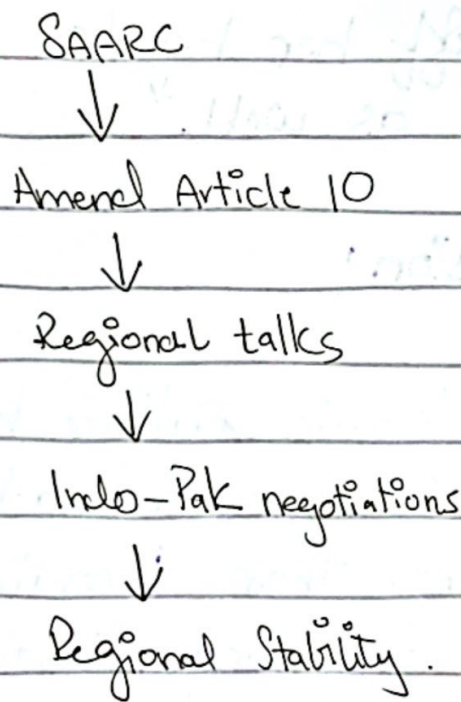 SAARC
↓
Amend Article 10
↓
Regional talks
↓
Indo-Pak negotiations
↓
Regional Stability.